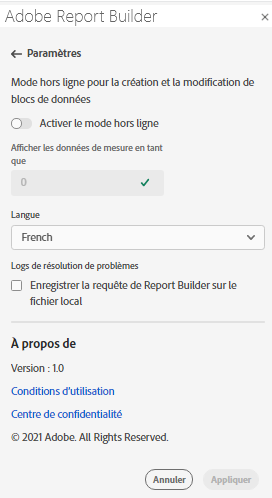 Adobe Report Builder
Paramètres
Mode hors ligne pour la création et la modification de
blocs de données
Activer le mode hors ligne
Afficher les données de mesure en tant
que
0
Langue
French
Logs de résolution de problèmes
Enregistrer la requête de Report Builder sur le
fichier local
À propos de
Version : 1.0
Conditions d'utilisation
Centre de confidentialité
© 2021 Adobe. All Rights Reserved.
Annuler
Appliquer